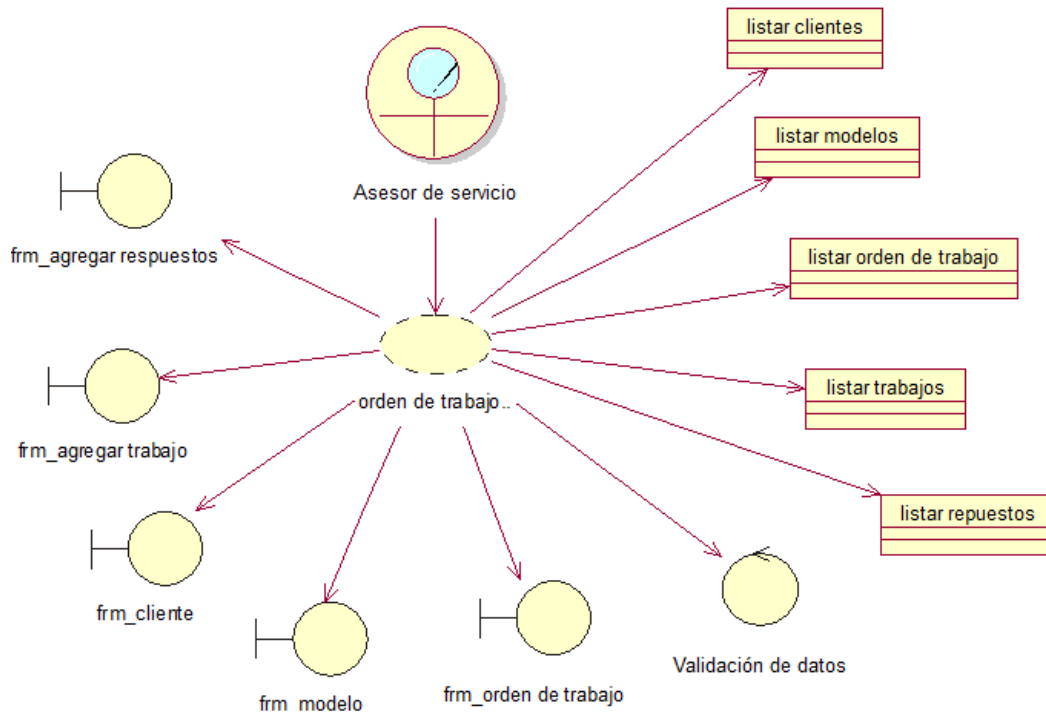 listar clientes
listar modelos
Asesor de servicio
frm_agregar respuestos
listar orden de trabajo
listar trabajos
orden de trabajo..
frm_agregar trabajo
listar repuestos
frm_cliente
Validación de datos
frm_orden de trabajo
frm_modelo